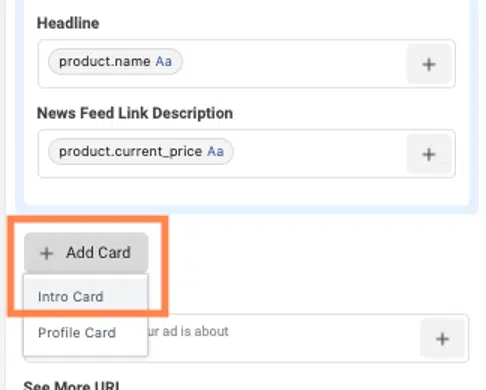 Headline
product.name Aa
+
News Feed Link Description
product.current_price Aa
+
+ Add Card
Intro Card
Profile Card
ur ad is about
+
See More URL